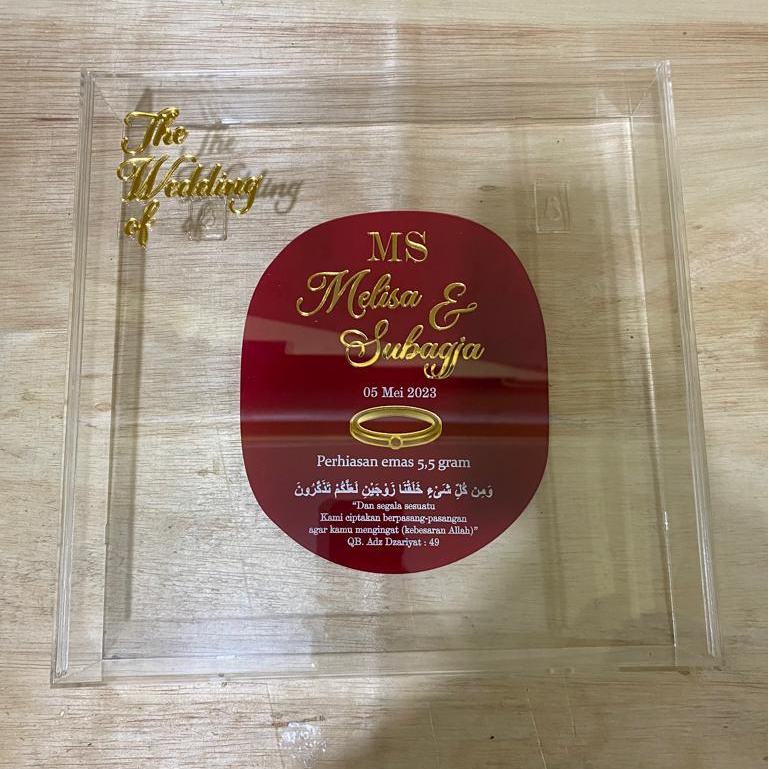 The
Wedding
of
MS
Melisa &
Subagja
05 Mei 2023
Perhiasan emas 5,5 gram
وَمِن كُلِّ شَىْءٍ خَلَقْنَا زَوْجَيْنِ لَعَلَّكُمْ تَذَكَّرُونَ
“Dan segala sesuatu
Kami ciptakan berpasang-pasangan
agar kamu mengingat (kebesaran Allah)”
QB. Adz Dzariyat : 49